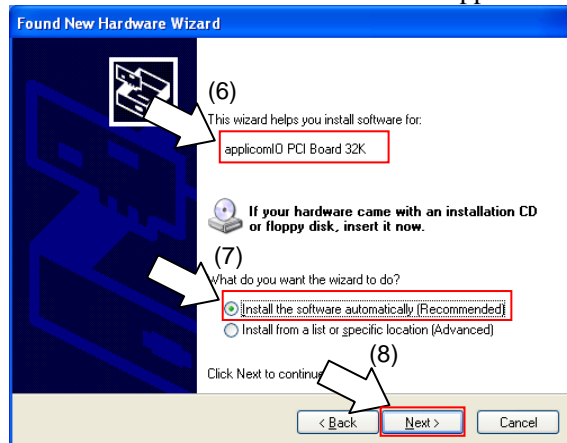 Found New Hardware Wizard
(6)
This wizard helps you install software for:
applicomIO PCI Board 32K
If your hardware came with an installation CD
or floppy disk, insert it now.
(7)
What do you want the wizard to do?
Install the software automatically (Recommended)
Install from a list or specific location (Advanced)
(8)
Click Next to continue
< Back Next > Cancel